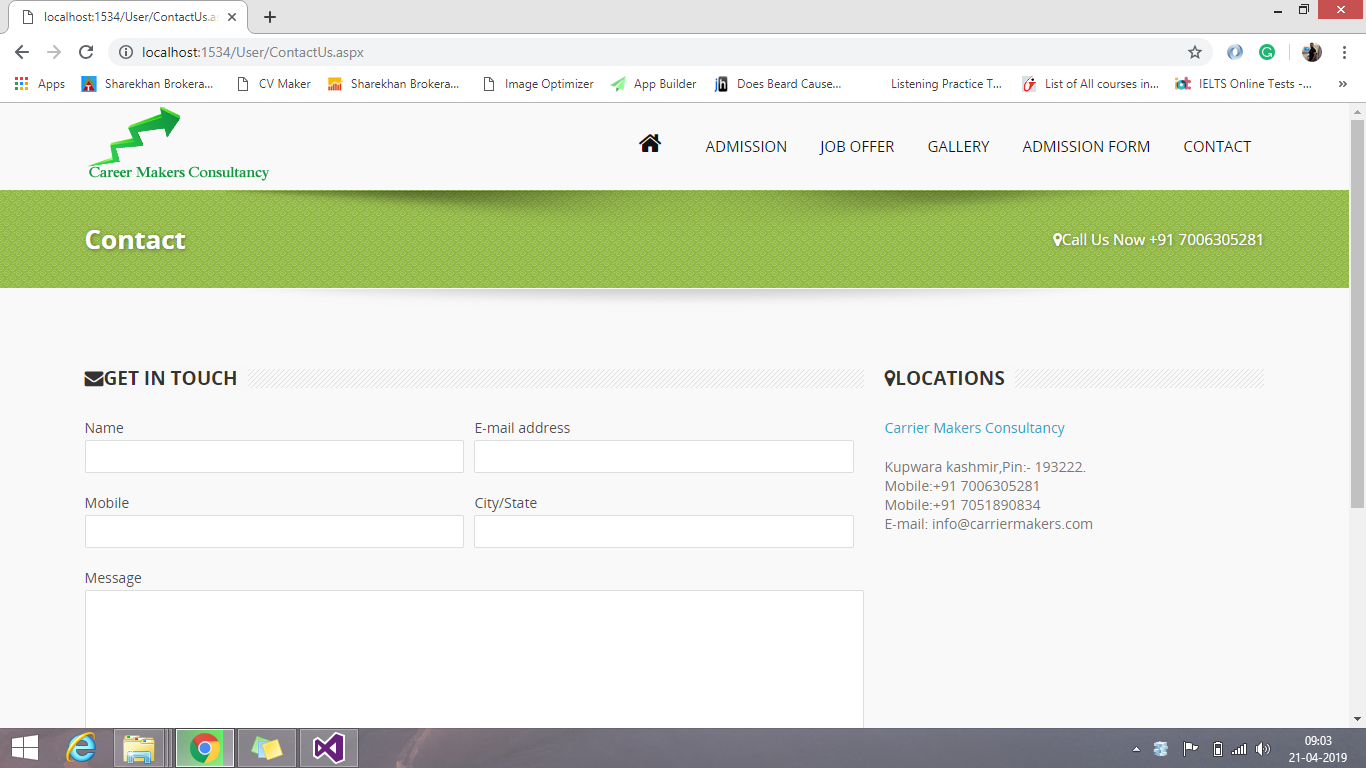 localhost:1534/User/ContactUs.as
localhost:1534/User/ContactUs.aspx
Apps Sharekhan Brokera... CV Maker Sharekhan Brokera... Image Optimizer App Builder Does Beard Cause... Listening Practice T... List of All courses in... IELTS Online Tests -... »
Career Makers Consultancy
ADMISSION JOB OFFER GALLERY ADMISSION FORM CONTACT
Contact
Call Us Now +91 7006305281
GET IN TOUCH
Name
E-mail address
Mobile
City/State
Message
LOCATIONS
Carrier Makers Consultancy
Kupwara kashmir,Pin:- 193222.
Mobile:+91 7006305281
Mobile:+91 7051890834
E-mail: info@carriermakers.com
09:03
21-04-2019